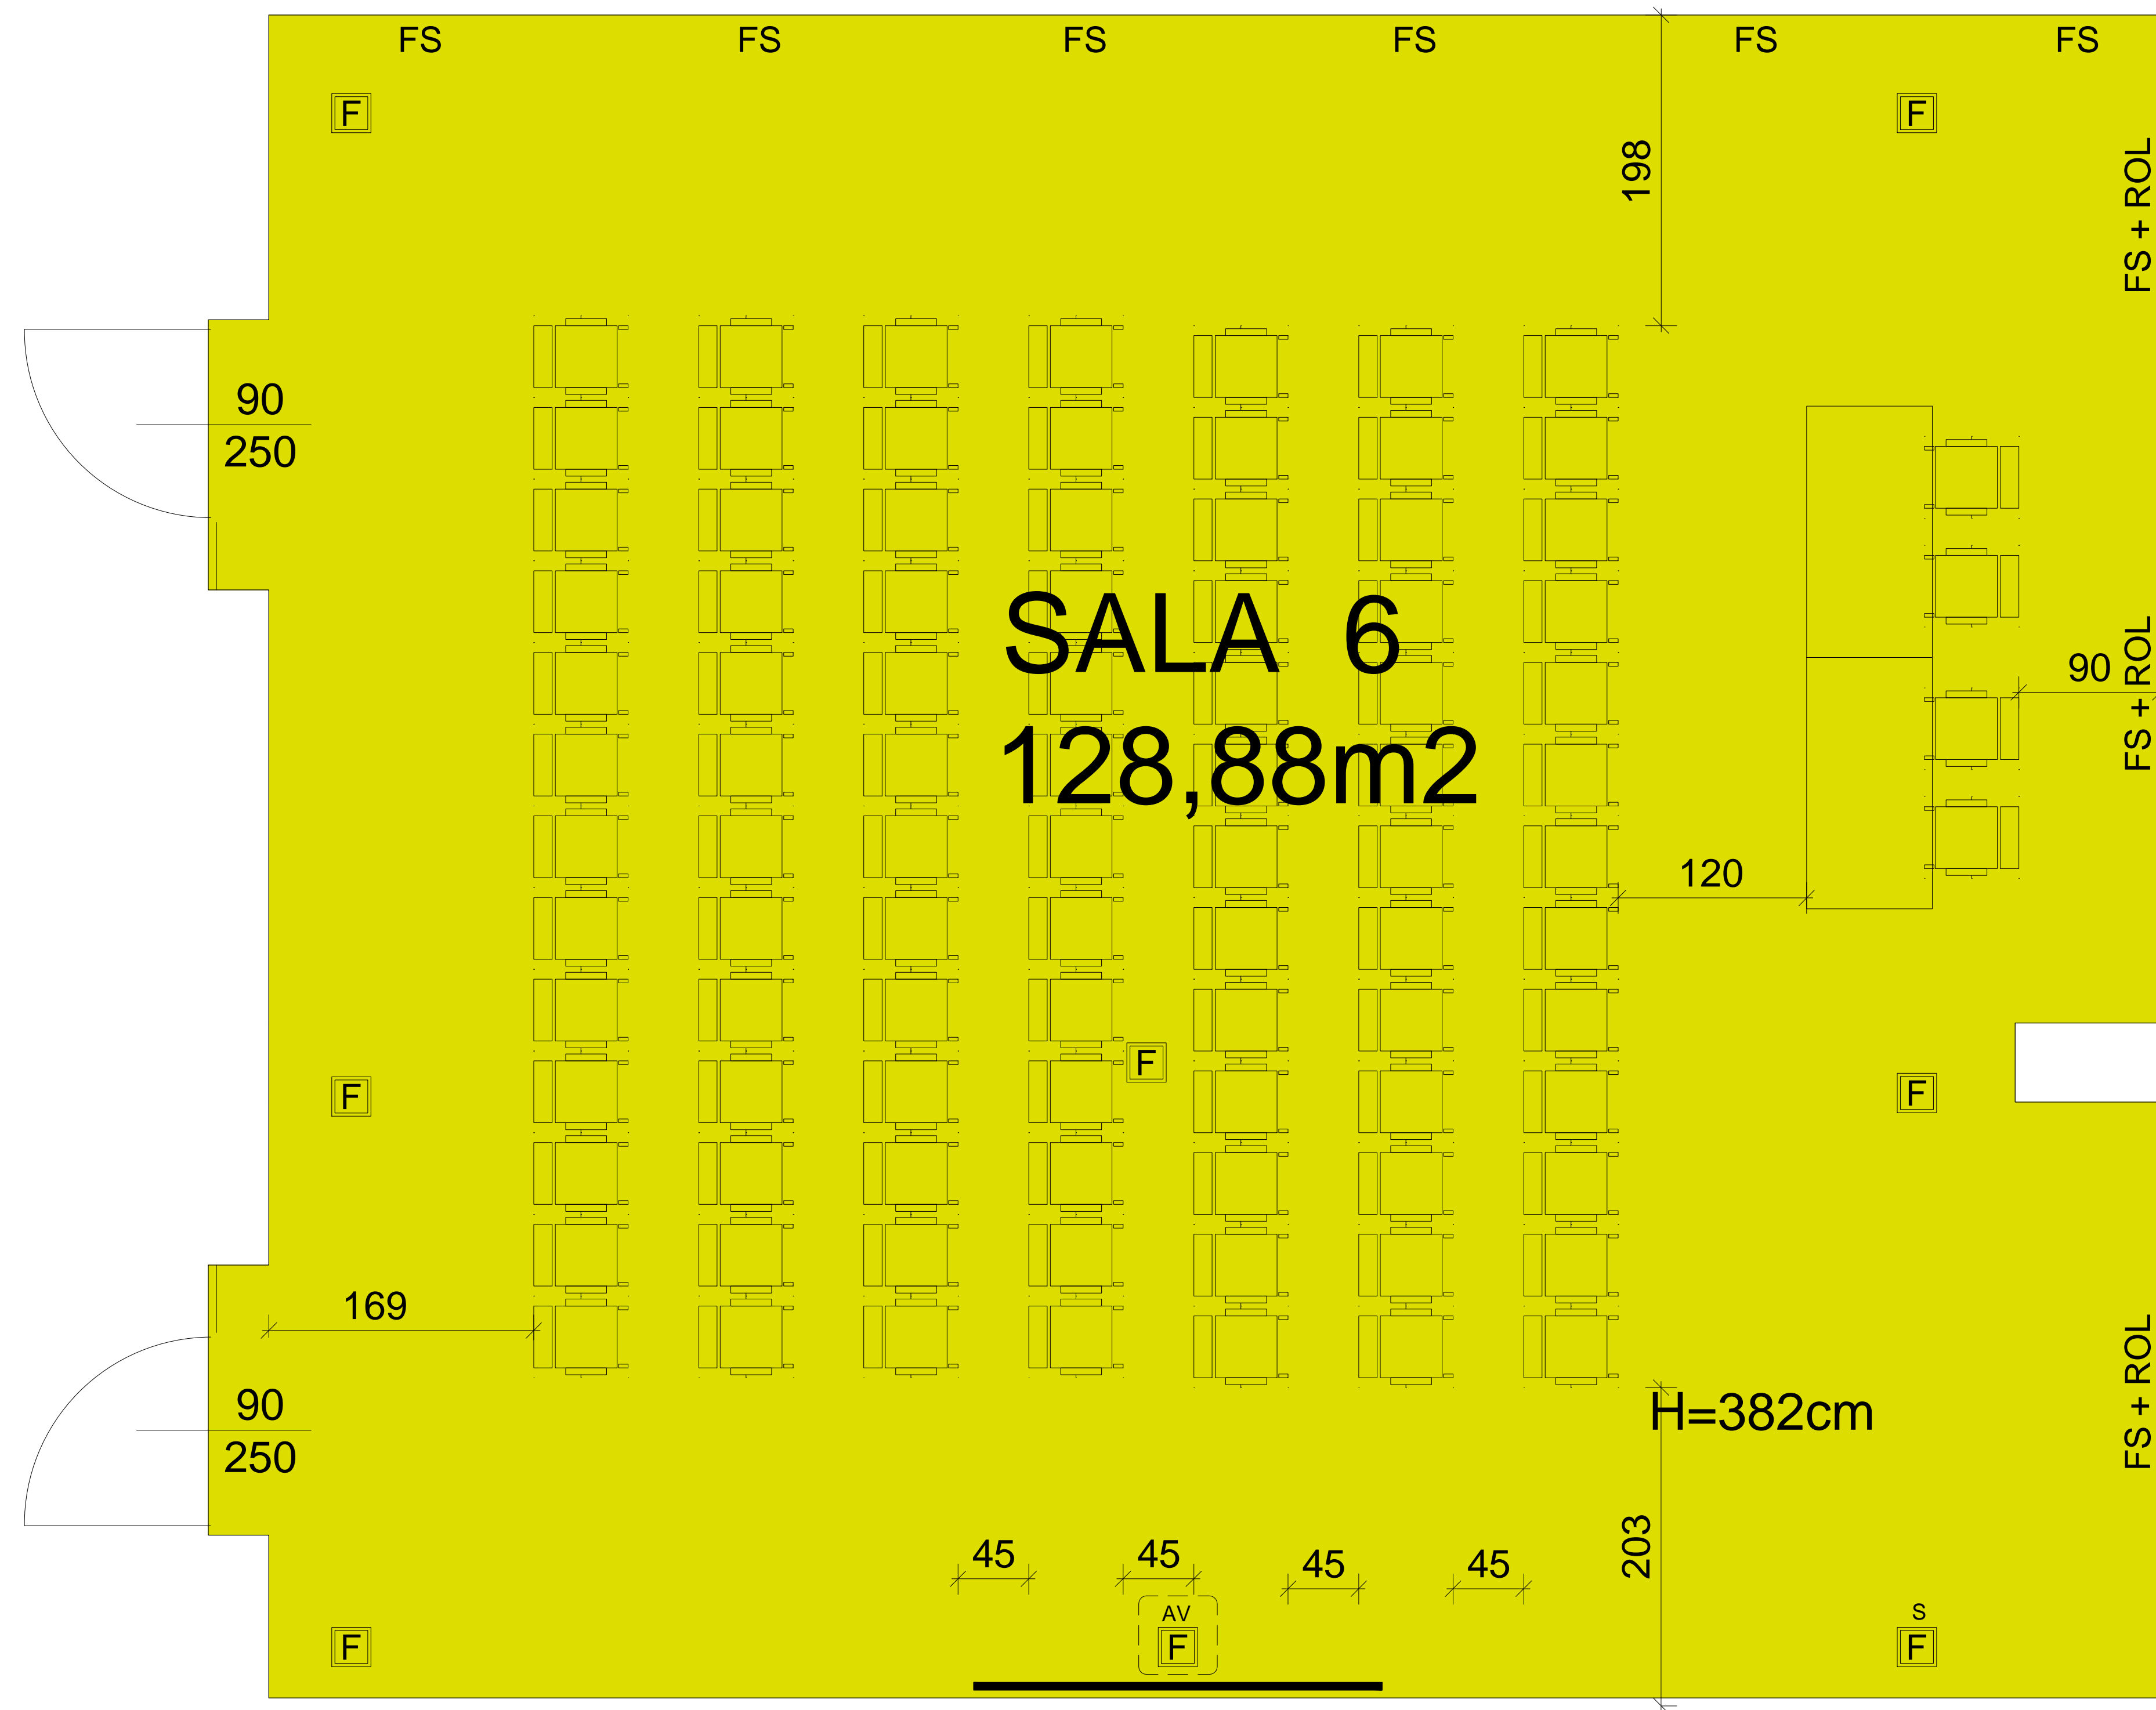 FS FS FS FS FS FS
F F
198
FS + ROL
90
250
SALA 6
128,88m2
FS + ROL
90
120
F F F
169
90
250
H=382cm
FS + ROL
203
45 45 45 45
AV
S
F F F